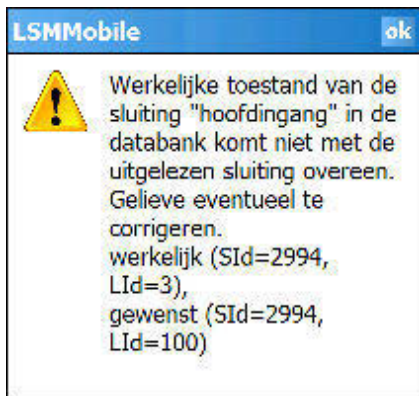 LSMMobile ok
Werkelijke toestand van de
sluiting "hoofdingang" in de
databank komt niet met de
uitgelezen sluiting overeen.
Gelieve eventueel te
corrigeren.
werkelijk (SId=2994,
LId=3),
gewenst (SId=2994,
LId=100)